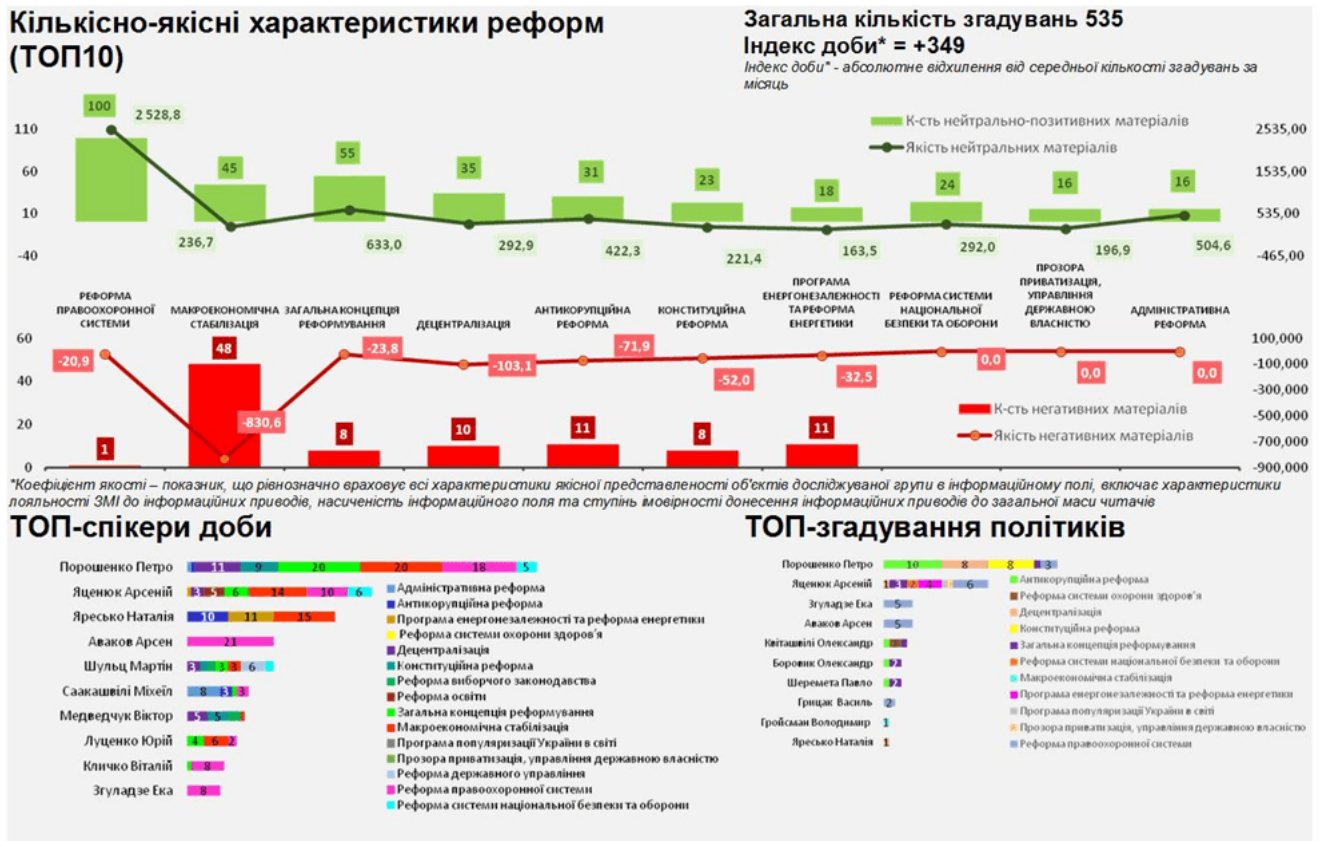 Кількісно-якісні характеристики реформ
(ТОП10)
Загальна кількість згадувань 535
Індекс доби* = +349
Індекс доби* - абсолютне відхилення від середньої кількості згадувань за
місяць
100
2 528,8
К-сть нейтрально-позитивних матеріалів
Якість нейтральних матеріалів
110
60
10
-40
2535,00
1535,00
535,00
-465,00
45
55
35
31
23
18
24
16
16
236,7
633,0
292,9
422,3
221,4
163,5
292,0
196,9
504,6
РЕФОРМА
ПРАВООХОРОННОЇ
СИСТЕМИ
МАКРОЕКОНОМІЧНА
СТАБІЛІЗАЦІЯ
ЗАГАЛЬНА КОНЦЕПЦІЯ
РЕФОРМУВАННЯ
ДЕЦЕНТРАЛІЗАЦІЯ
АНТИКОРУПЦІЙНА
РЕФОРМА
КОНСТИТУЦІЙНА
РЕФОРМА
ПРОГРАМА
ЕНЕРГОНЕЗАЛЕЖНОСТІ
ТА РЕФОРМА
ЕНЕРГЕТИКИ
РЕФОРМА СИСТЕМИ
НАЦІОНАЛЬНОЇ
БЕЗПЕКИ ТА ОБОРОНИ
ПРОЗОРА
ПРИВАТИЗАЦІЯ,
УПРАВЛІННЯ
ДЕРЖАВНОЮ
ВЛАСНІСТЮ
АДМІНІСТРАТИВНА
РЕФОРМА
60
40
20
0
100,000
-100,000
-300,000
-500,000
-700,000
-900,000
-20,9
-830,6
-23,8
-103,1
-71,9
-52,0
-32,5
0,0
0,0
0,0
1
48
8
10
11
8
11
К-сть негативних матеріалів
Якість негативних матеріалів
*Коефіцієнт якості – показник, що рівнозначно враховує всі характеристики якісної представленості об'єктів досліджуваної групи в інформаційному полі, включає характеристики
лояльності ЗМІ до інформаційних приводів, насиченість інформаційного поля та ступінь імовірності донесення інформаційних приводів до загальної маси читачів
ТОП-спікери доби
Порошенко Петро 11 9 20 20 18 5
Яценюк Арсеній 3 5 6 14 10 6
Яресько Наталія 10 11 15
Аваков Арсен 21
Шульц Мартін 3 3 3 6
Саакашвілі Міхеїл 8 3 3
Медведчук Віктор 5 5
Луценко Юрій 4 6 2
Кличко Віталій 8
Згуладзе Ека 8
Адміністративна реформа
Антикорупційна реформа
Програма енергонезалежності та реформа енергетики
Реформа системи охорони здоров'я
Децентралізація
Конституційна реформа
Реформа виборчого законодавства
Реформа освіти
Загальна концепція реформування
Макроекономічна стабілізація
Програма популяризації України в світі
Прозора приватизація, управління державною власністю
Реформа державного управління
Реформа правоохоронної системи
Реформа системи національної безпеки та оборони
ТОП-згадування політиків
Порошенко Петро 10 8 8 3
Яценюк Арсеній 1 3 2 4 6
Згуладзе Ека 5
Аваков Арсен 5
Квіташвілі Олександр
Боровик Олександр 2
Шеремета Павло 2
Грицак Василь 2
Гройсман Володимир 1
Яресько Наталія 1
Антикорупційна реформа
Реформа системи охорони здоров'я
Децентралізація
Конституційна реформа
Загальна концепція реформування
Реформа системи національної безпеки та оборони
Макроекономічна стабілізація
Програма енергонезалежності та реформа енергетики
Програма популяризації України в світі
Прозора приватизація, управління державною власністю
Реформа правоохоронної системи